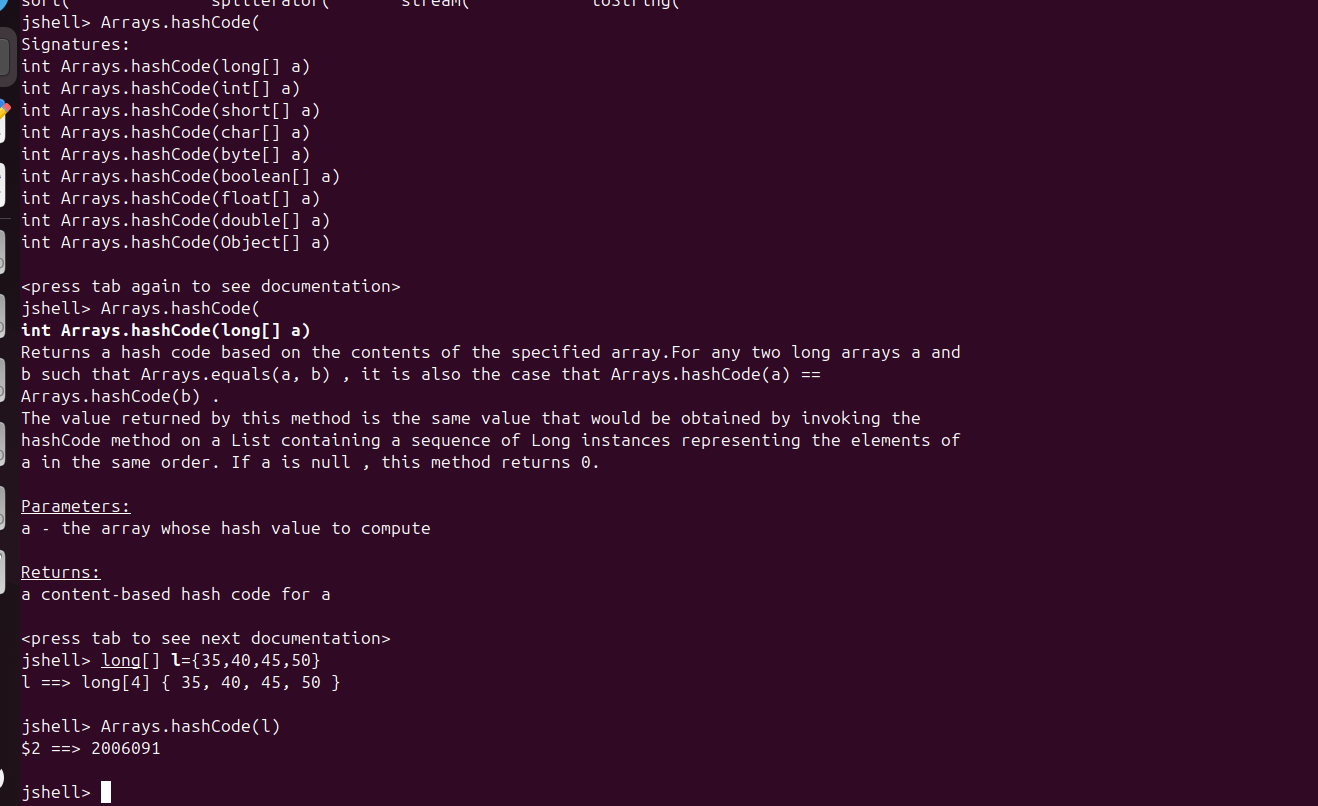 sort(                spliterator(       stream(            toString(
jshell> Arrays.hashCode(
Signatures:
int Arrays.hashCode(long[] a)
int Arrays.hashCode(int[] a)
int Arrays.hashCode(short[] a)
int Arrays.hashCode(char[] a)
int Arrays.hashCode(byte[] a)
int Arrays.hashCode(boolean[] a)
int Arrays.hashCode(float[] a)
int Arrays.hashCode(double[] a)
int Arrays.hashCode(Object[] a)
<press tab again to see documentation>
jshell> Arrays.hashCode(
int Arrays.hashCode(long[] a)
Returns a hash code based on the contents of the specified array.For any two long arrays a and
b such that Arrays.equals(a, b) , it is also the case that Arrays.hashCode(a) ==
Arrays.hashCode(b) .
The value returned by this method is the same value that would be obtained by invoking the
hashCode method on a List containing a sequence of Long instances representing the elements of
a in the same order. If a is null , this method returns 0.
Parameters:
a - the array whose hash value to compute
Returns:
a content-based hash code for a
<press tab to see next documentation>
jshell> long[] l={35,40,45,50}
l ==> long[4] { 35, 40, 45, 50 }
jshell> Arrays.hashCode(l)
$2 ==> 2006091
jshell>